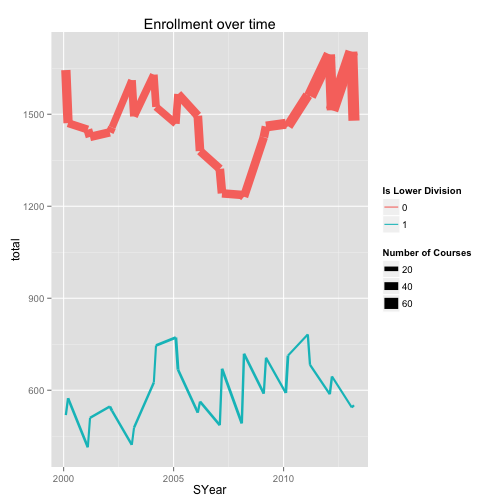 Enrollment over time
total
1500
1200
900
600
2000 2005 2010
SYear
Is Lower Division
0
1
Number of Courses
20
40
60